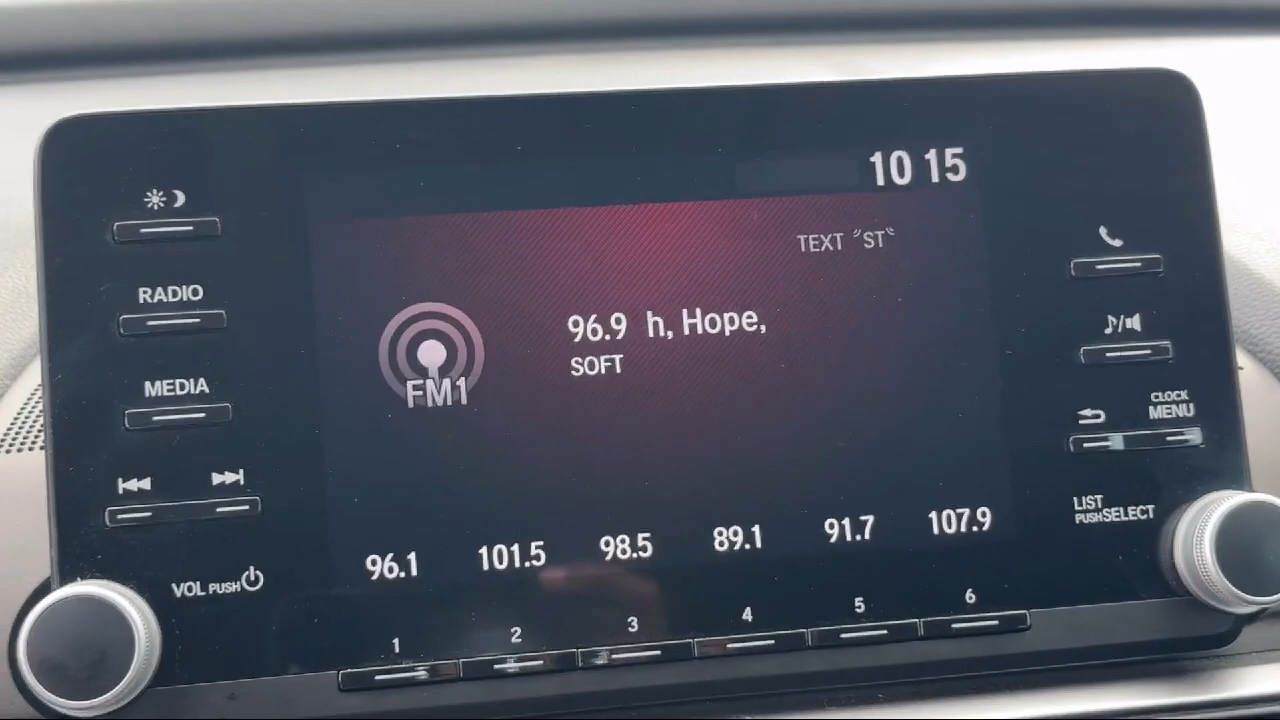 10 15
TEXT "ST"
RADIO
96.9 h, Hope,
SOFT
FM1
MEDIA
CLOCK
MENU
LIST
PUSH SELECT
VOL PUSH
96.1 101.5 98.5 89.1 91.7 107.9
1 2 3 4 5 6